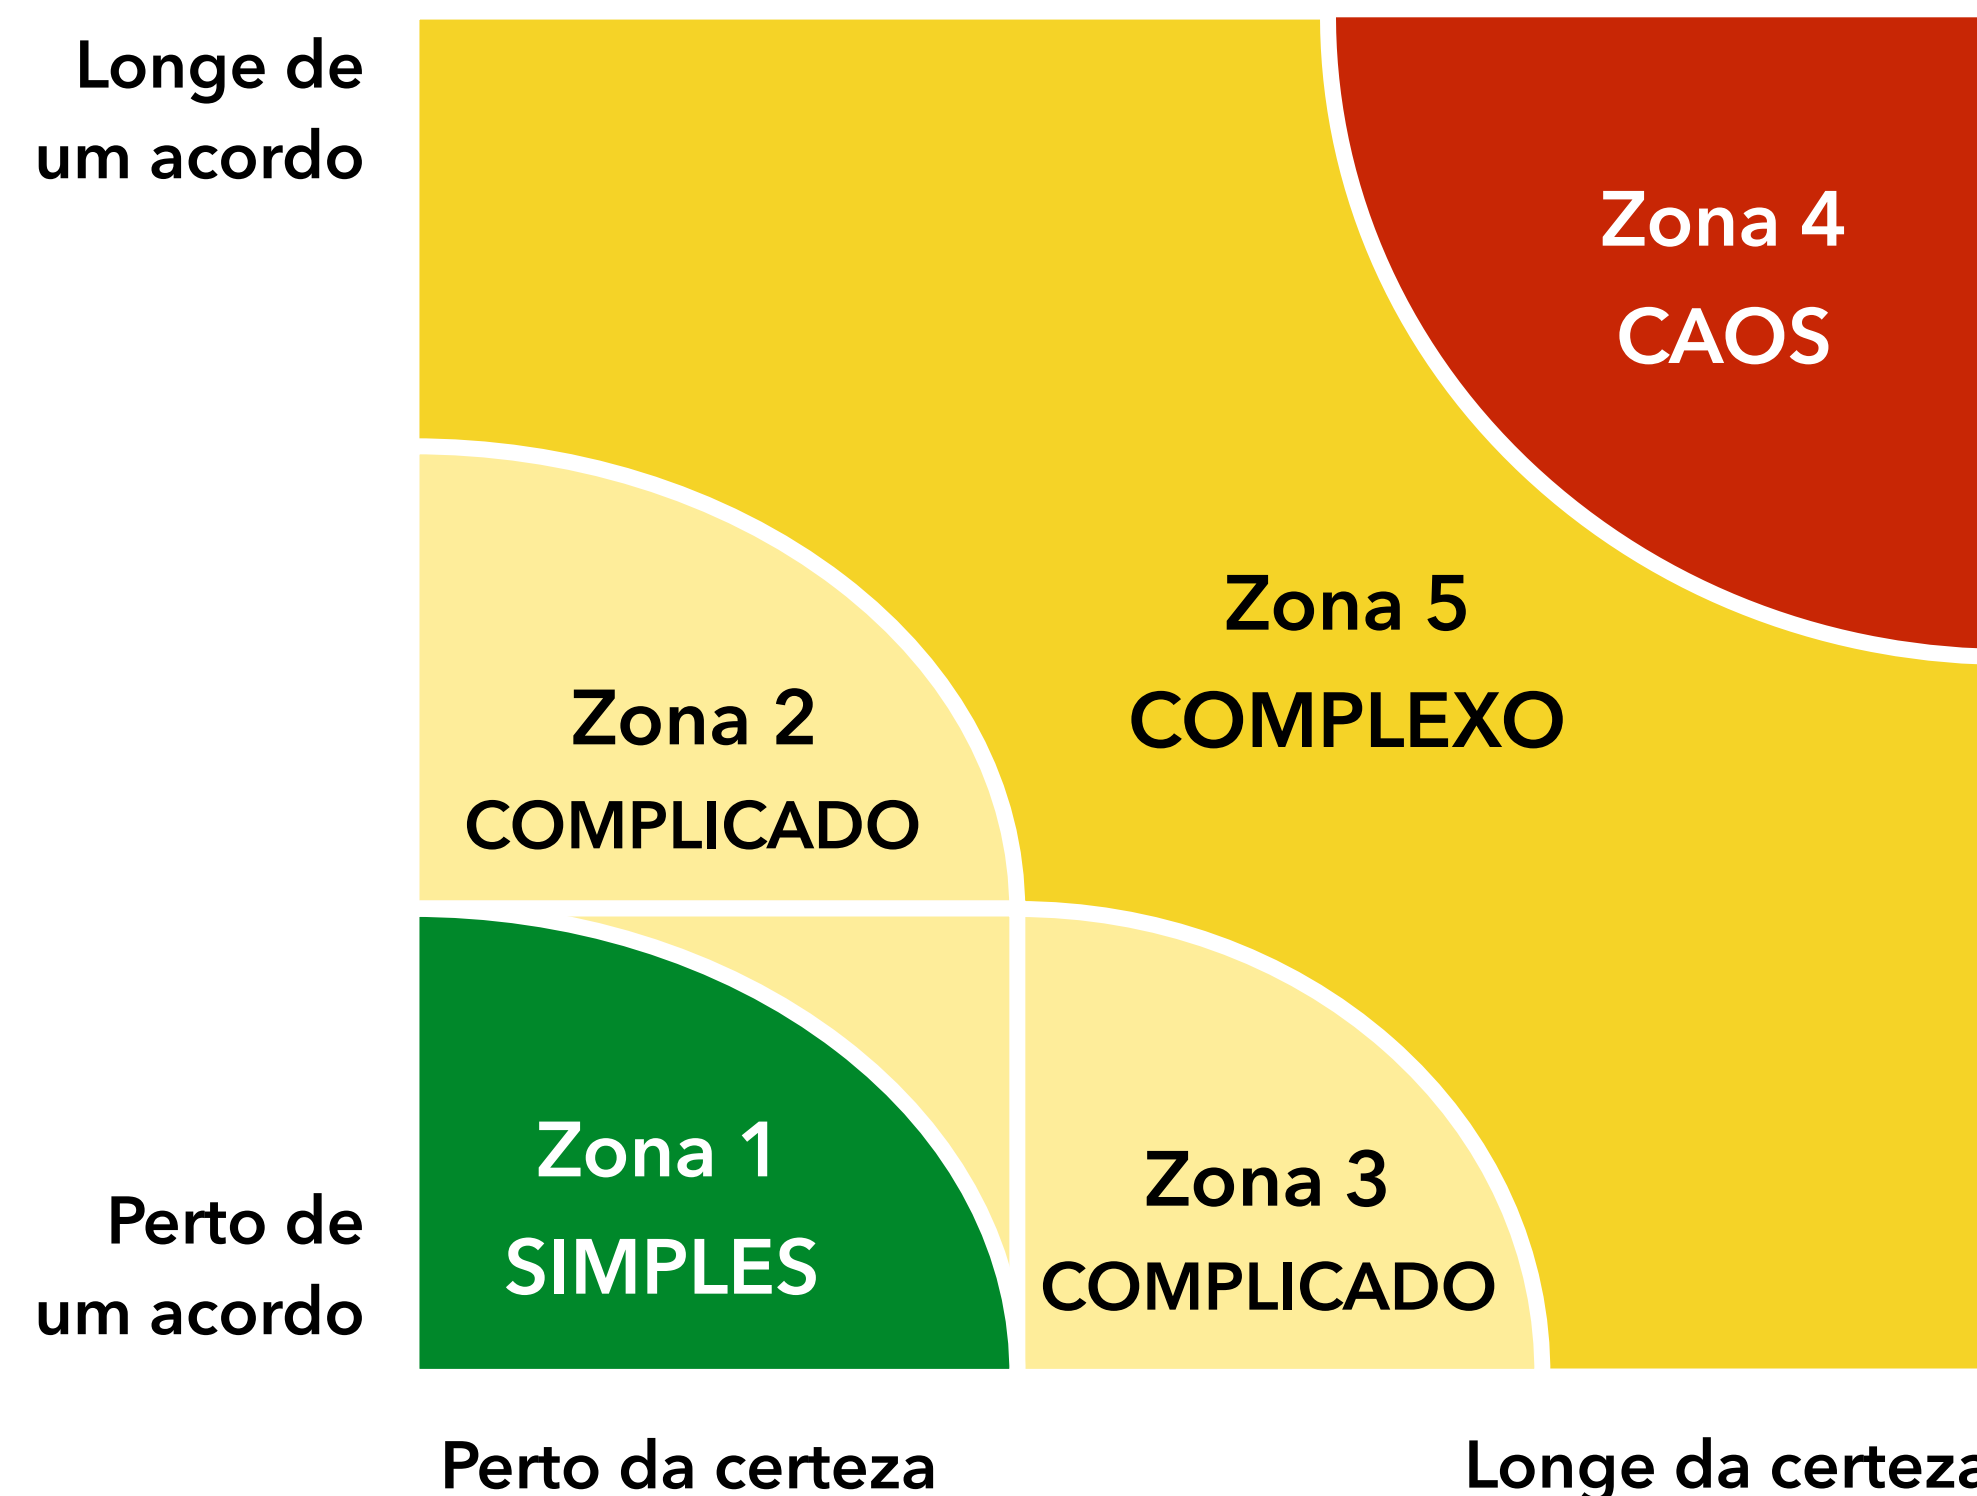 Longe de
um acordo
Zona 4
CAOS
Zona 5
COMPLEXO
Zona 2
COMPLICADO
Zona 1
SIMPLES
Zona 3
COMPLICADO
Perto de
um acordo
Perto da certeza
Longe da certeza